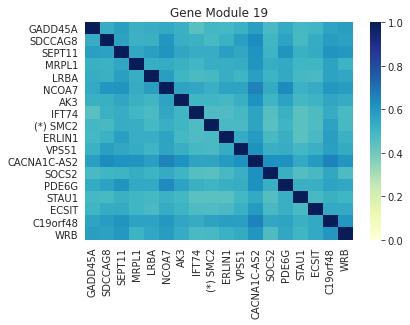 Gene Module 19
GADD45A
SDCCAG8
SEPT11
MRPL1
LRBA
NCOA7
AK3
IFT74
(*) SMC2
ERLIN1
VPS51
CACNA1C-AS2
SOCS2
PDE6G
STAU1
ECSIT
C19orf48
WRB
GADD45A
SDCCAG8
SEPT11
MRPL1
LRBA
NCOA7
AK3
IFT74
(*) SMC2
ERLIN1
VPS51
CACNA1C-AS2
SOCS2
PDE6G
STAU1
ECSIT
C19orf48
WRB
1.0
0.8
0.6
0.4
0.2
0.0